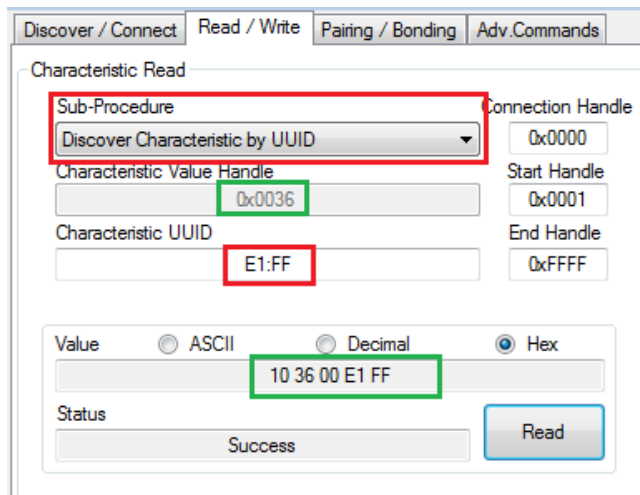 Discover / Connect Read / Write Pairing / Bonding Adv.Commands
Characteristic Read
Sub-Procedure Connection Handle
Discover Characteristic by UUID 0x0000
Characteristic Value Handle Start Handle
0x0036 0x0001
Characteristic UUID End Handle
E1:FF 0xFFFF
Value ASCII Decimal Hex
10 36 00 E1 FF
Status
Success Read